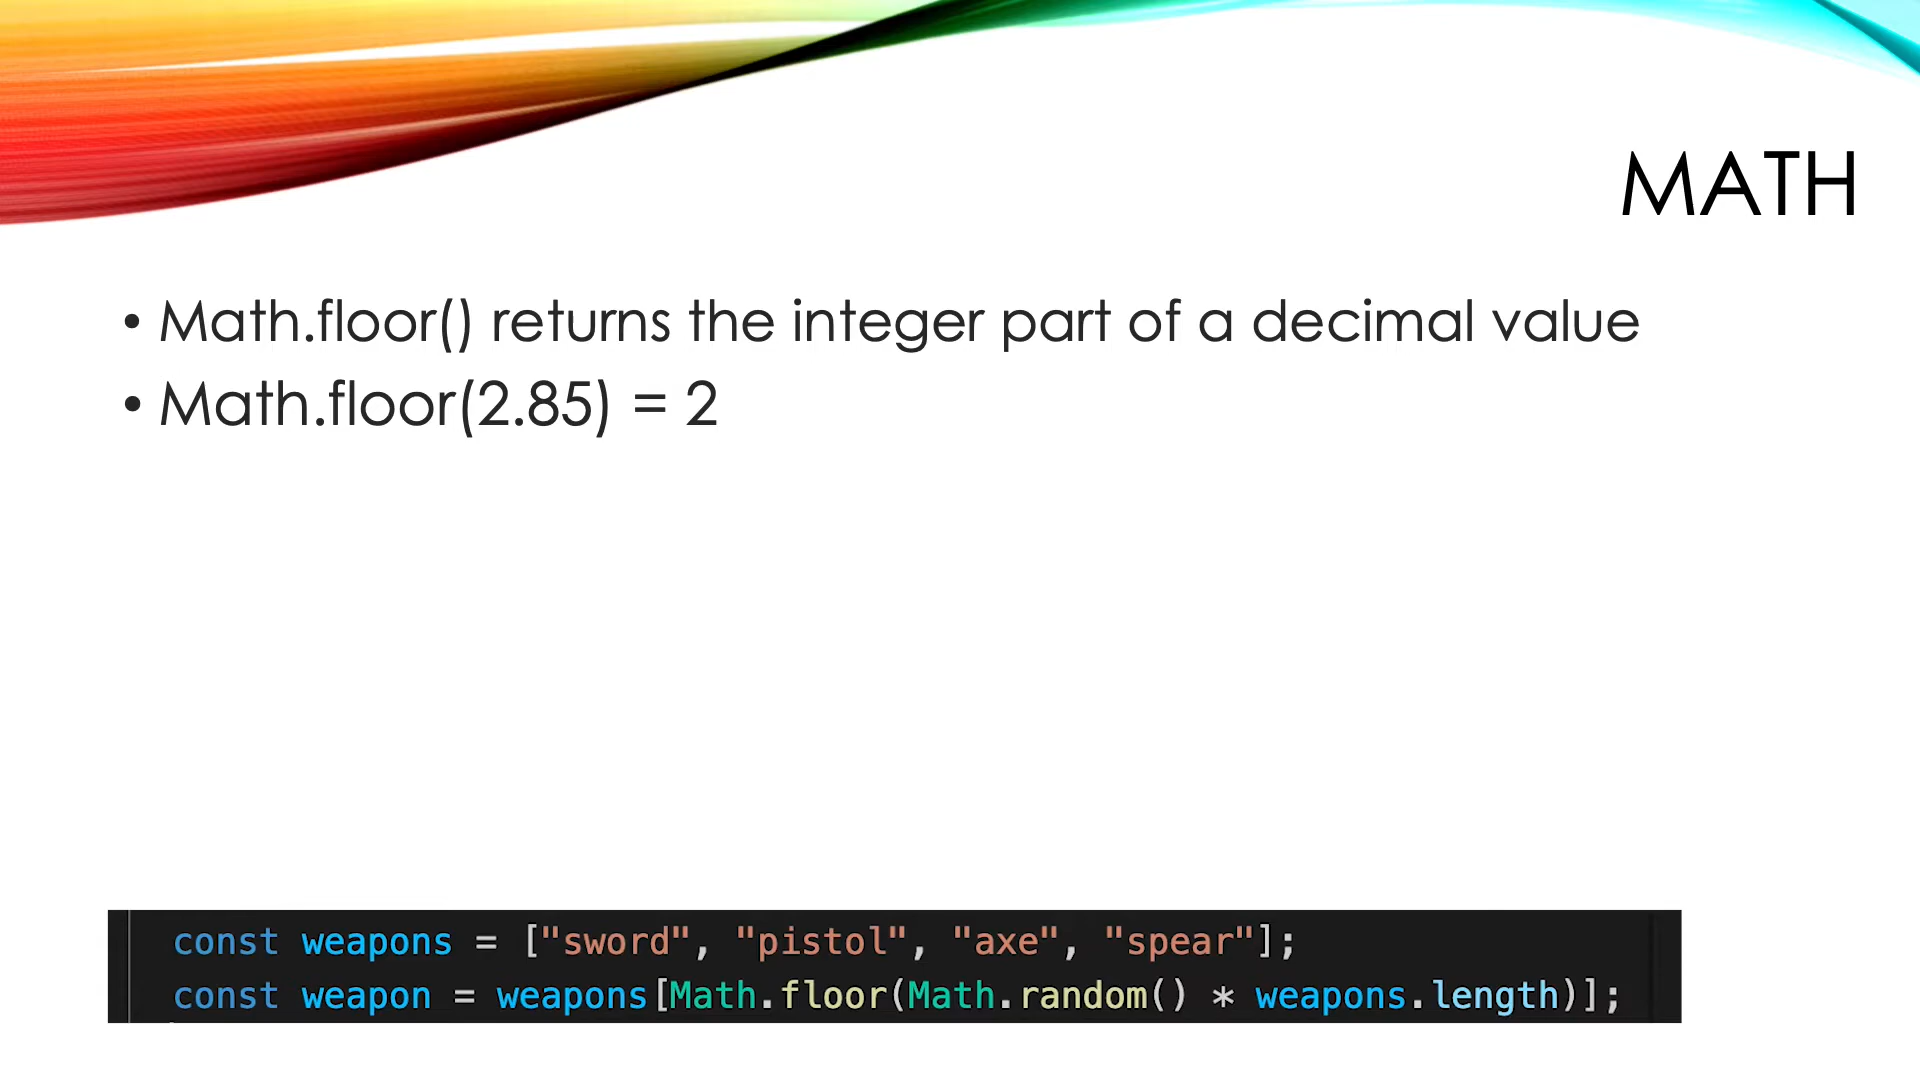 MATH
• Math.floor() returns the integer part of a decimal value
• Math.floor(2.85) = 2
const weapons = ["sword", "pistol", "axe", "spear"];
const weapon = weapons[Math.floor(Math.random() * weapons.length)];